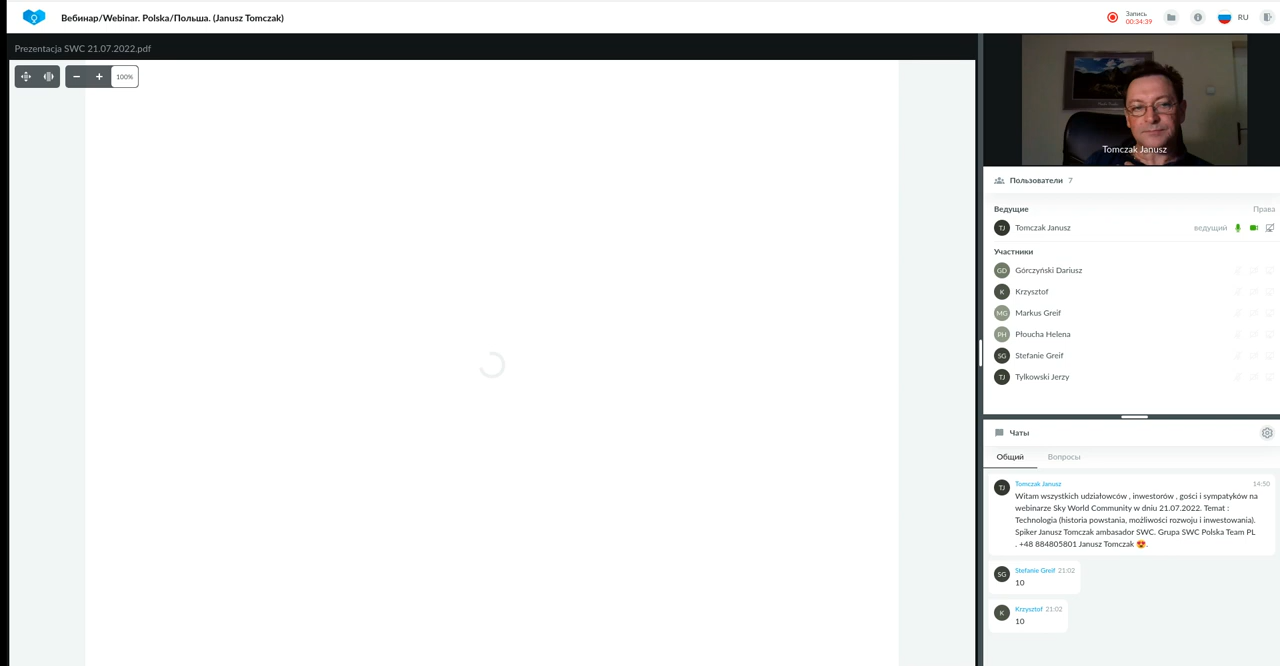 Вебинар/Webinar. Polska/Польша. (Janusz Tomczak)
Запись
00:34:39
RU
Prezentacja SWC 21.07.2022.pdf
100%
Tomczak Janusz
Пользователи 7
Ведущие Права
TJ Tomczak Janusz ведущий
Участники
GD Górczyński Dariusz
K Krzysztof
MG Markus Greif
PH Płoucha Helena
SG Stefanie Greif
TJ Tylkowski Jerzy
Чаты
Общий Вопросы
TJ Tomczak Janusz 14:50
Witam wszystkich udziałowców , inwestorów , gości i sympatyków na
webinarze Sky World Community w dniu 21.07.2022. Temat :
Technologia (historia powstania, możliwości rozwoju i inwestowania).
Spiker Janusz Tomczak ambasador SWC. Grupa SWC Polska Team PL
. +48 884805801 Janusz Tomczak 😍.
SG Stefanie Greif 21:02
10
K Krzysztof 21:02
10